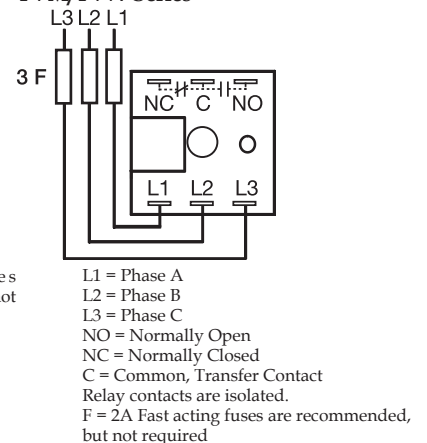 L3 L2 L1
3 F
NC C NO
L1 L2 L3
L1 = Phase A
L2 = Phase B
L3 = Phase C
NO = Normally Open
NC = Normally Closed
C = Common, Transfer Contact
Relay contacts are isolated.
F = 2A Fast acting fuses are recommended,
but not required